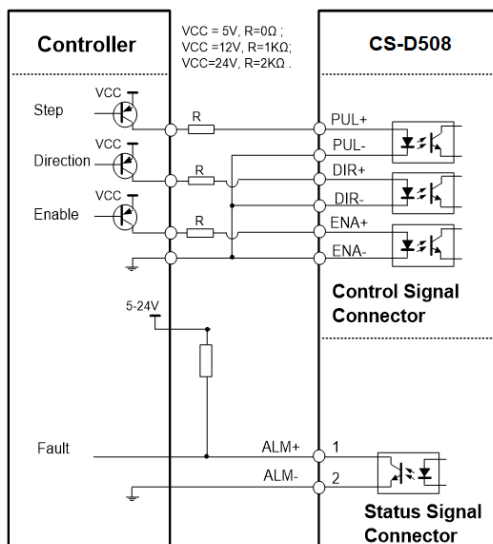 Controller
VCC = 5V, R=0Ω ;
VCC =12V, R=1KΩ;
VCC=24V, R=2KΩ .
CS-D508
Step
VCC
R
PUL+
PUL-
Direction
VCC
R
DIR+
DIR-
Enable
VCC
R
ENA+
ENA-
Control Signal
Connector
5-24V
Fault
ALM+
1
ALM-
2
Status Signal
Connector